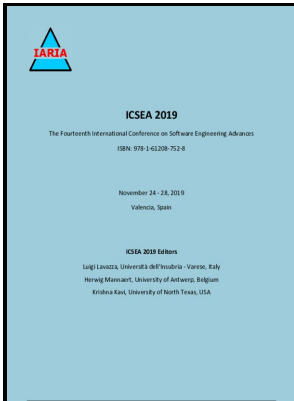 IARIA
ICSEA 2019
The Fourteenth International Conference on Software Engineering Advances
ISBN: 978-1-61208-752-8
November 24 - 28, 2019
Valencia, Spain
ICSEA 2019 Editors
Luigi Lavazza, Università dell'Insubria - Varese, Italy
Herwig Mannaert, University of Antwerp, Belgium
Krishna Kavi, University of North Texas, USA